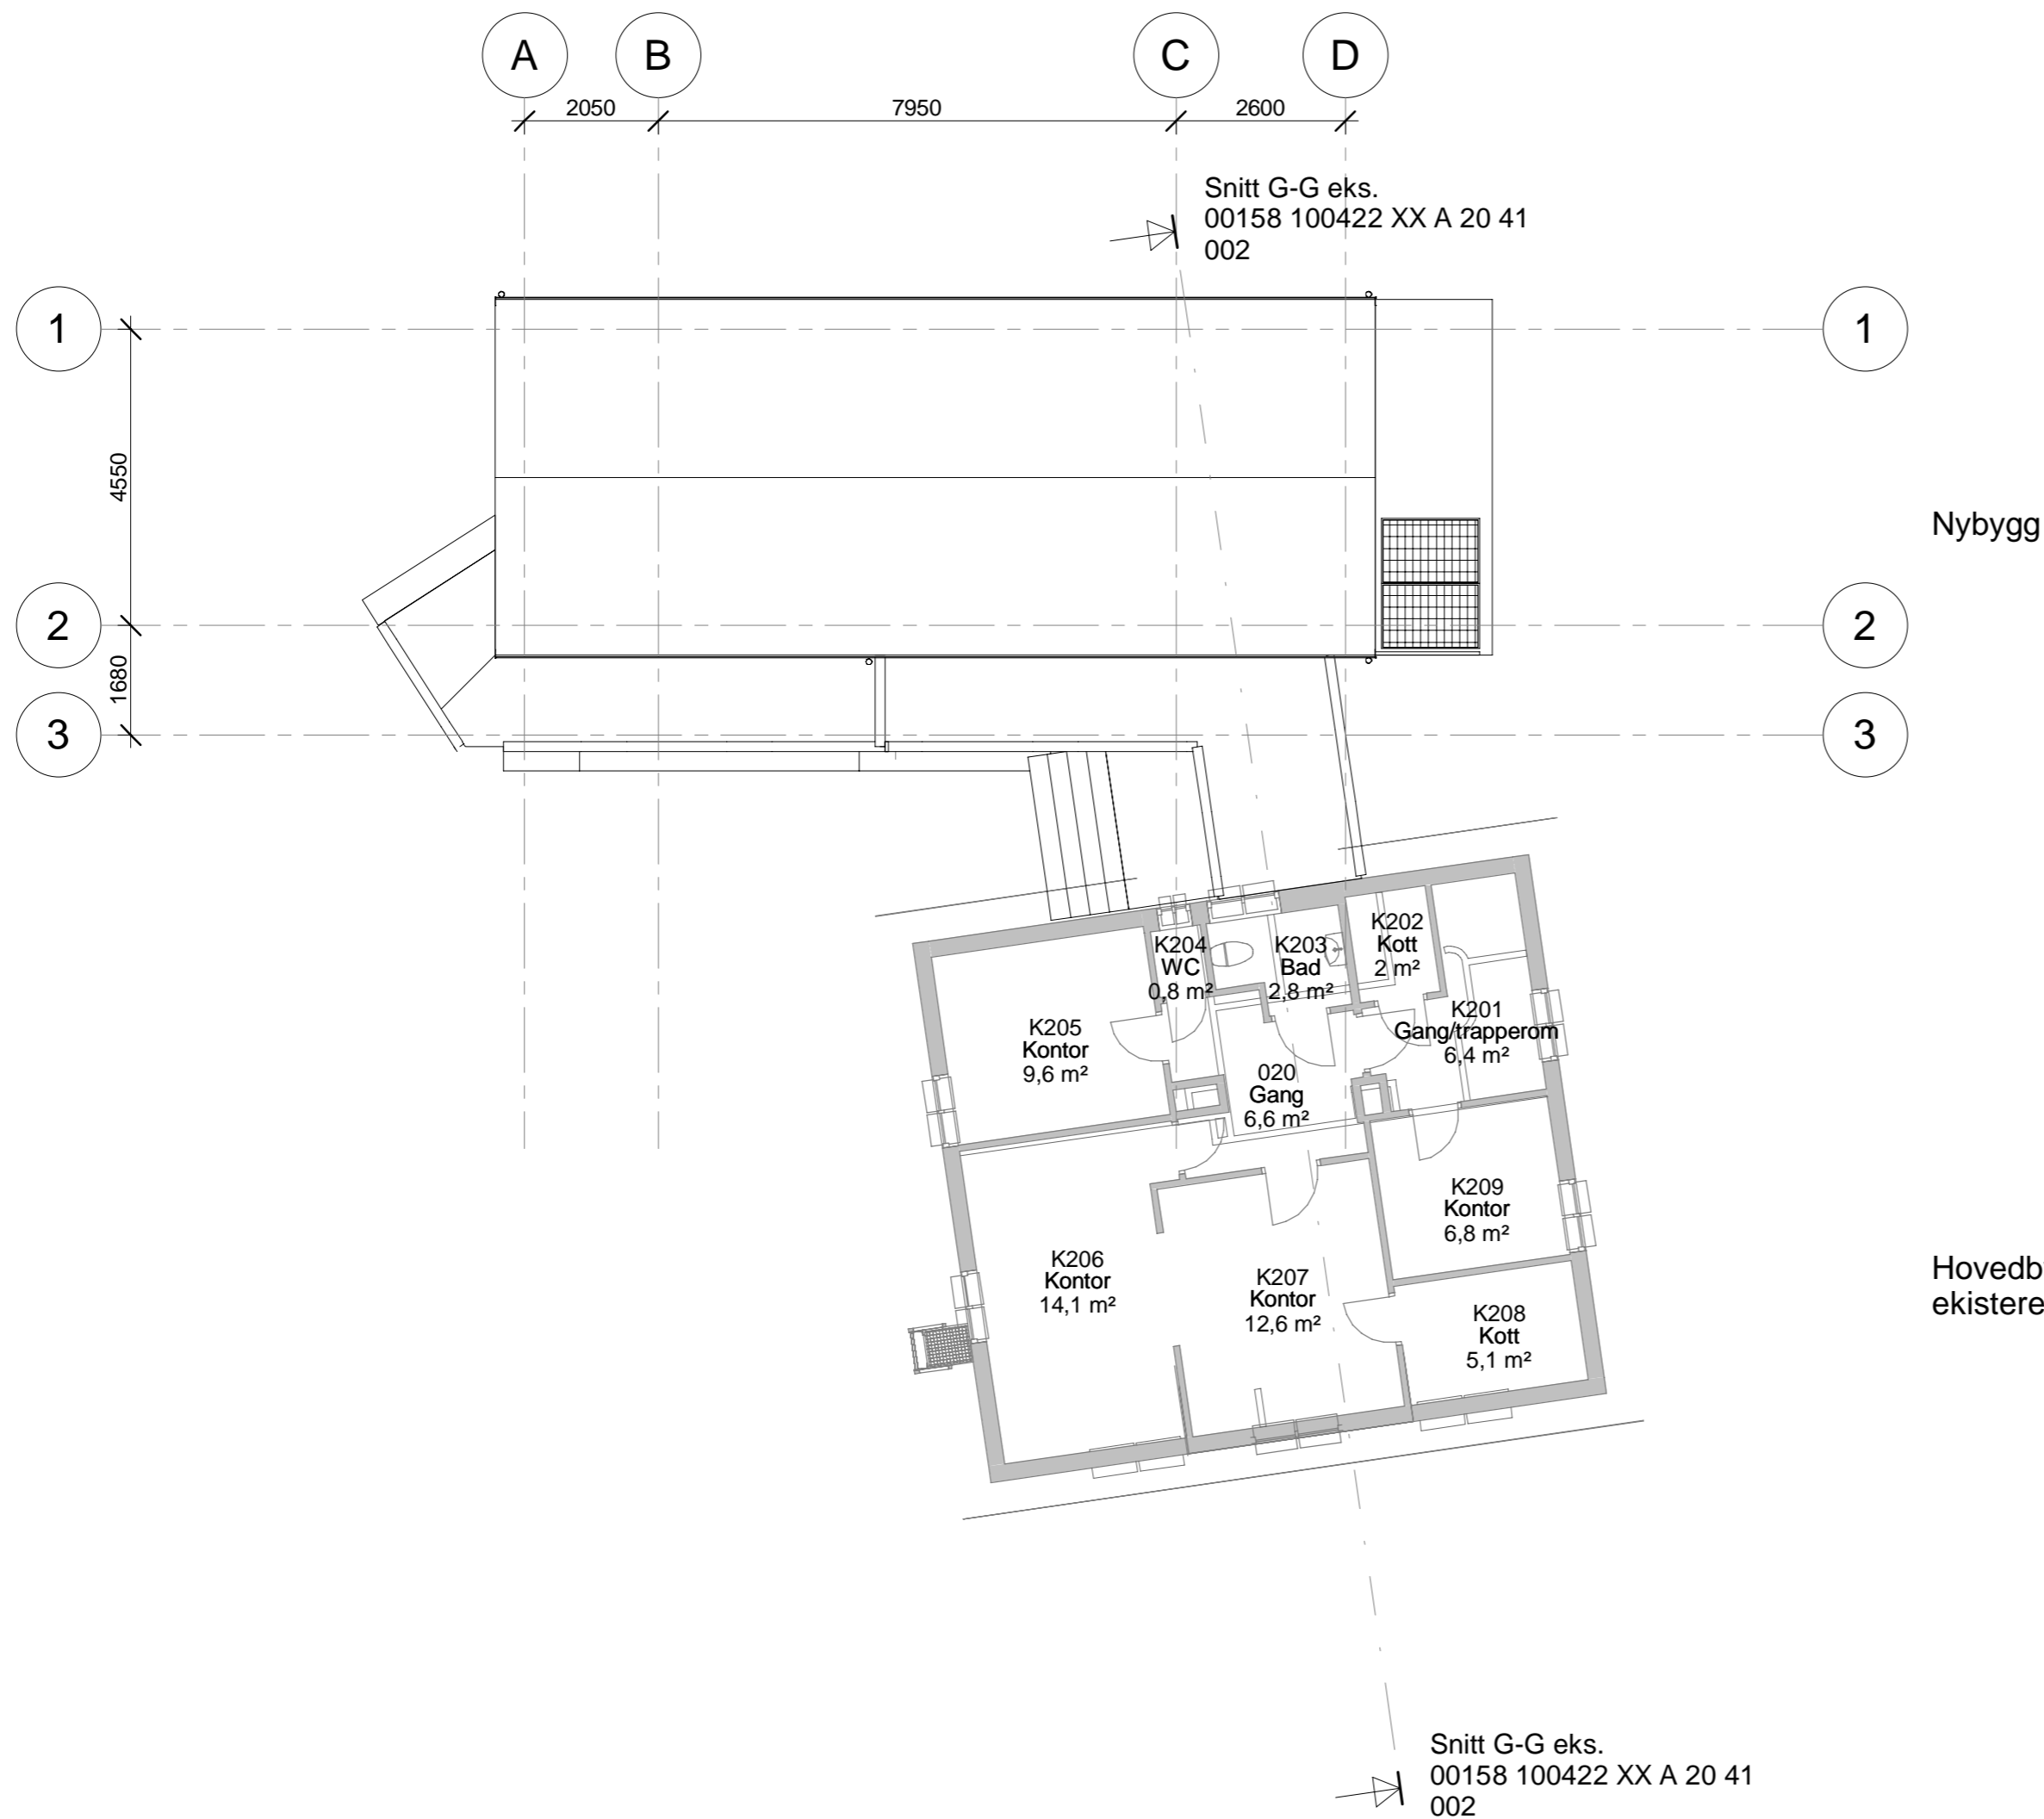 A
B
C
D
2050
7950
2600
Snitt G-G eks.
00158 100422 XX A 20 41
002
1
1
4550
Nybygg
2
2
1680
3
3
K204
WC
0,8 m²
K203
Bad
2,8 m²
K202
Kott
2 m²
K201
Gang/trapperom
6,4 m²
K205
Kontor
9,6 m²
020
Gang
6,6 m²
K209
Kontor
6,8 m²
K206
Kontor
14,1 m²
K207
Kontor
12,6 m²
K208
Kott
5,1 m²
Hovedb
ekistere
Snitt G-G eks.
00158 100422 XX A 20 41
002